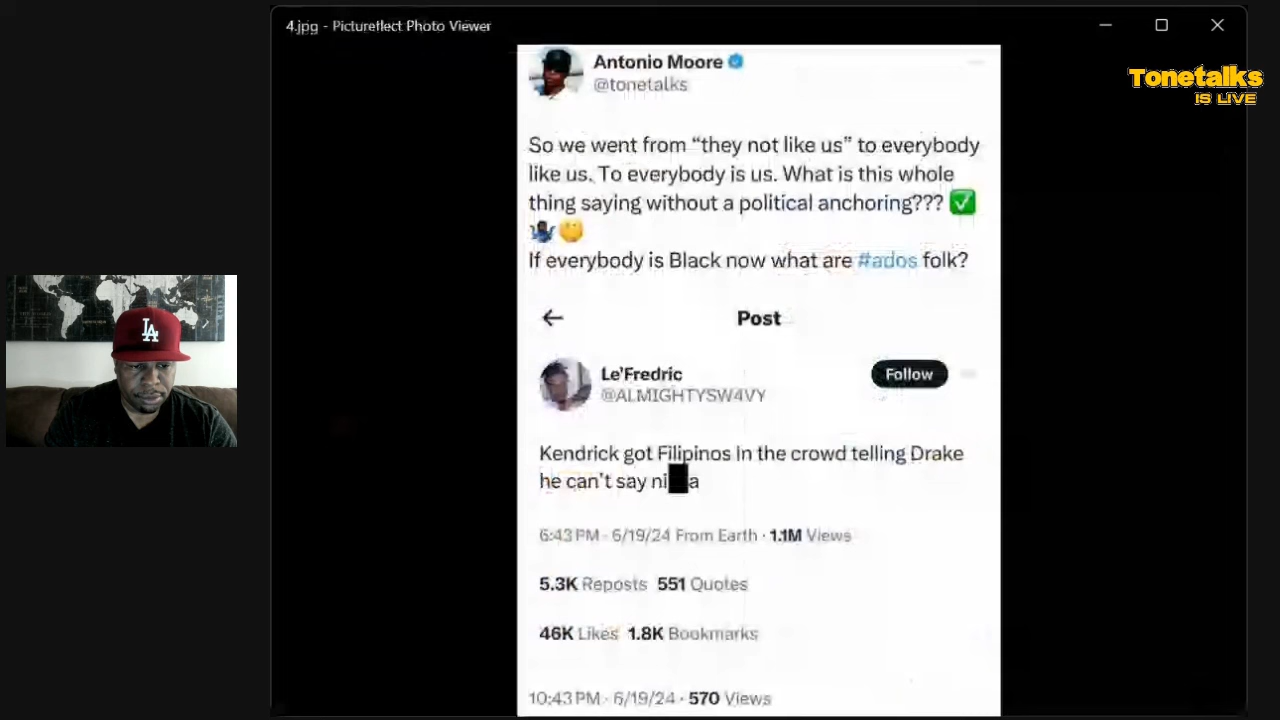 4.jpg - Pictureflect Photo Viewer
Tonetalks
IS LIVE
Antonio Moore
@tonetalks
So we went from “they not like us” to everybody
like us. To everybody is us. What is this whole
thing saying without a political anchoring??? ✅
🤷🏿‍♂️🤔
If everybody is Black now what are #ados folk?
Post
Le'Fredric
@ALMIGHTYSW4VY
Follow
Kendrick got Filipinos in the crowd telling Drake
he can't say ni█a
6:43 PM · 6/19/24 From Earth · 1.1M Views
5.3K Reposts 551 Quotes
46K Likes 1.8K Bookmarks
10:43 PM · 6/19/24 · 570 Views
LA